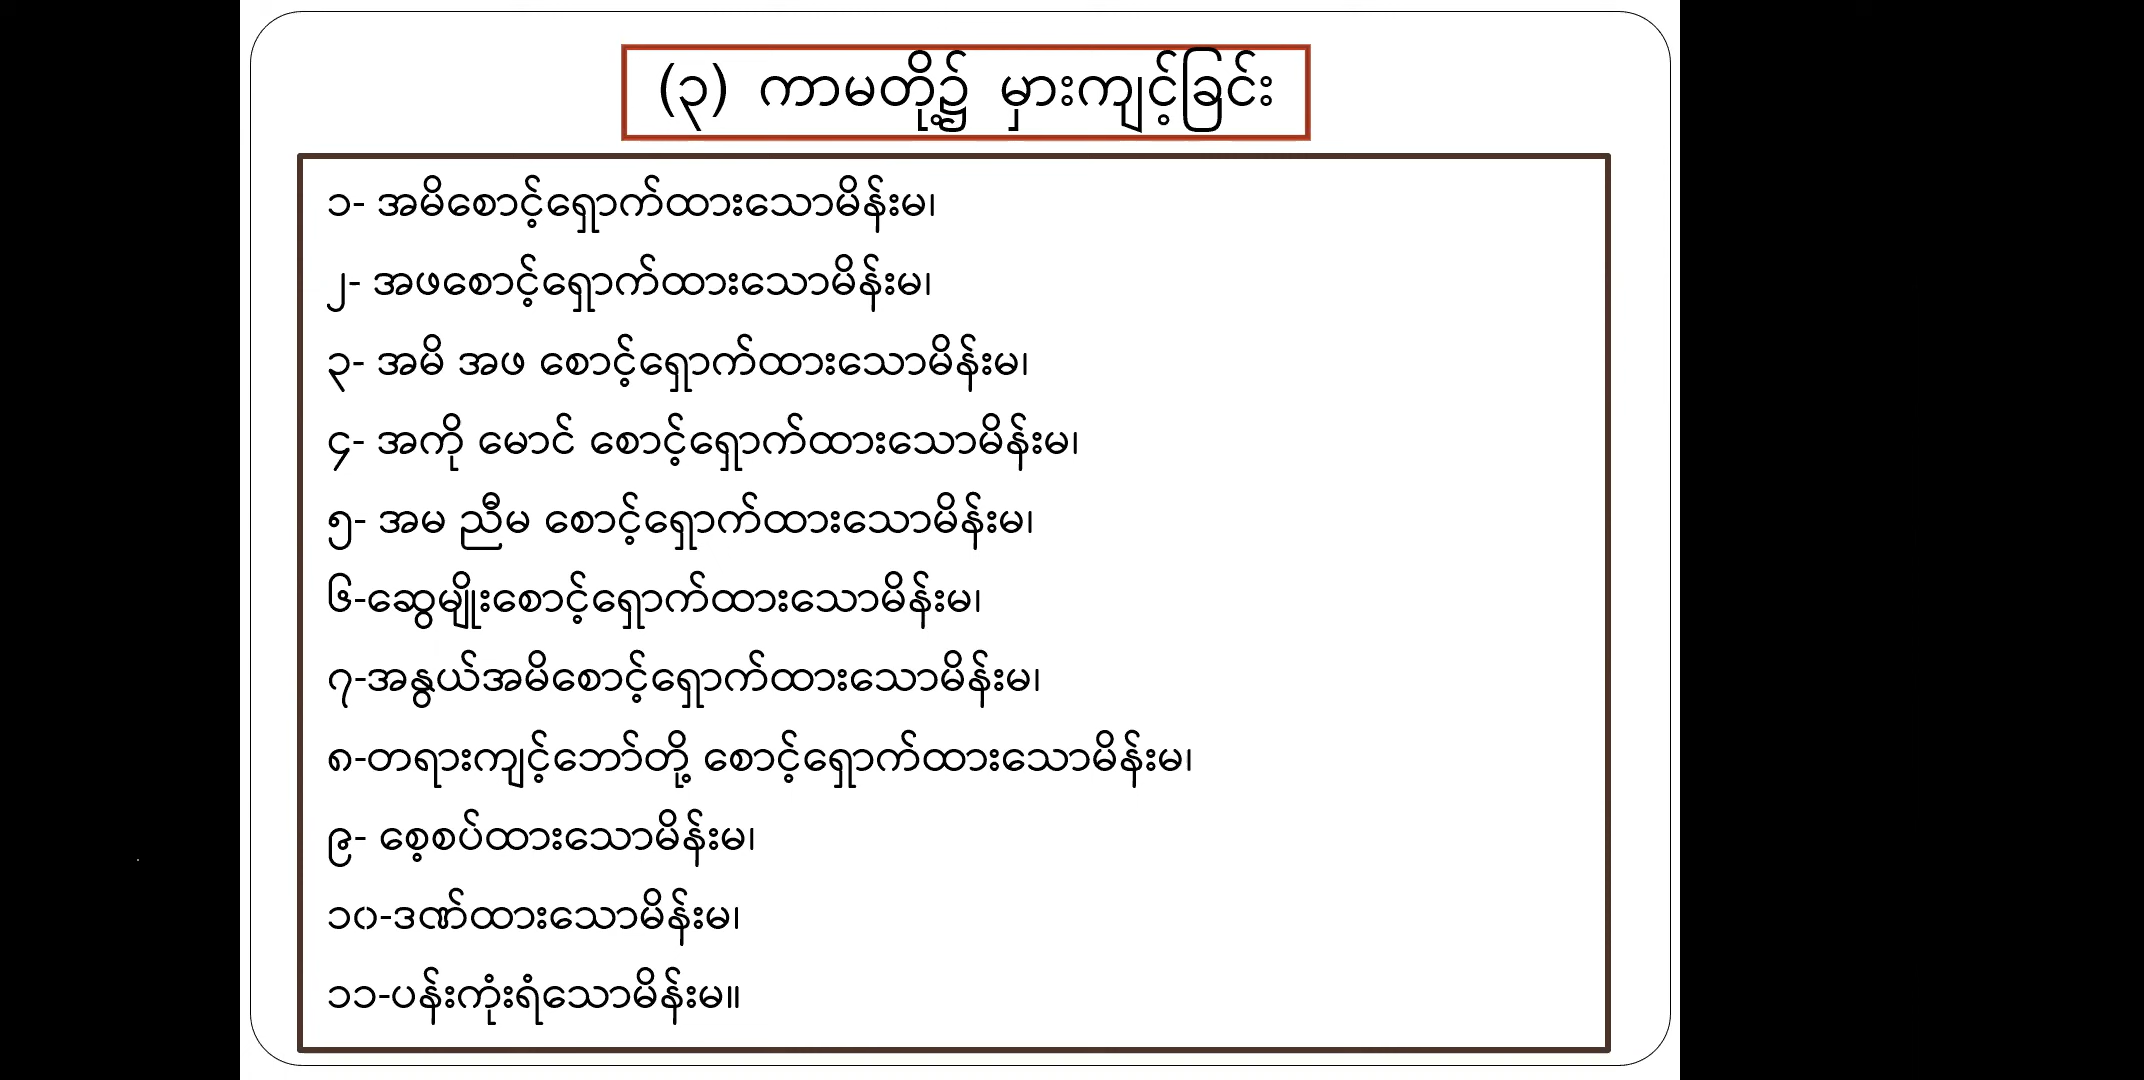 (၃) ကာမတို့၌ မှားကျင့်ခြင်း
၁- အမိစောင့်ရှောက်ထားသောမိန်းမ၊
၂- အဖစောင့်ရှောက်ထားသောမိန်းမ၊
၃- အမိ အဖ စောင့်ရှောက်ထားသောမိန်းမ၊
၄- အကို မောင် စောင့်ရှောက်ထားသောမိန်းမ၊
၅- အမ ညီမ စောင့်ရှောက်ထားသောမိန်းမ၊
၆-ဆွေမျိုးစောင့်ရှောက်ထားသောမိန်းမ၊
၇-အနွယ်အမိစောင့်ရှောက်ထားသောမိန်းမ၊
၈-တရားကျင့်ဘော်တို့ စောင့်ရှောက်ထားသောမိန်းမ၊
၉- စေ့စပ်ထားသောမိန်းမ၊
၁၀-ဒဏ်ထားသောမိန်းမ၊
၁၁-ပန်းကုံးရံသောမိန်းမ။